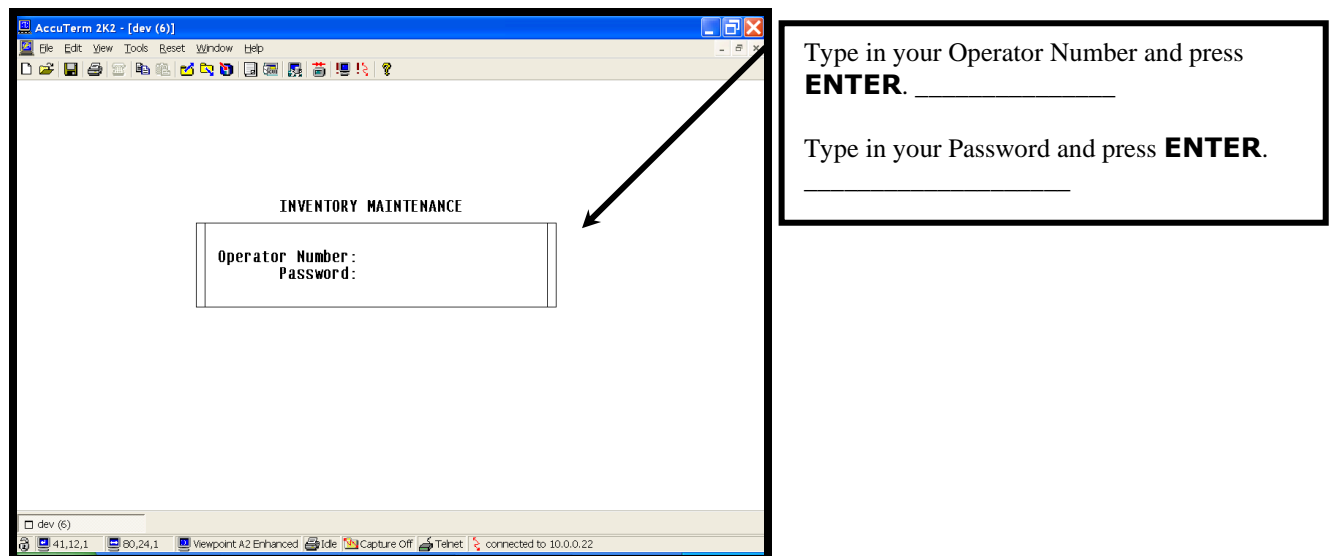 AccuTerm 2K2 - [dev (6)]
File Edit View Tools Reset Window Help
INVENTORY MAINTENANCE
Operator Number:
Password:
dev (6)
41,12,1 80,24,1 Viewpoint A2 Enhanced Idle Capture Off Telnet connected to 10.0.0.22
Type in your Operator Number and press
ENTER. _______________
Type in your Password and press ENTER.
____________________